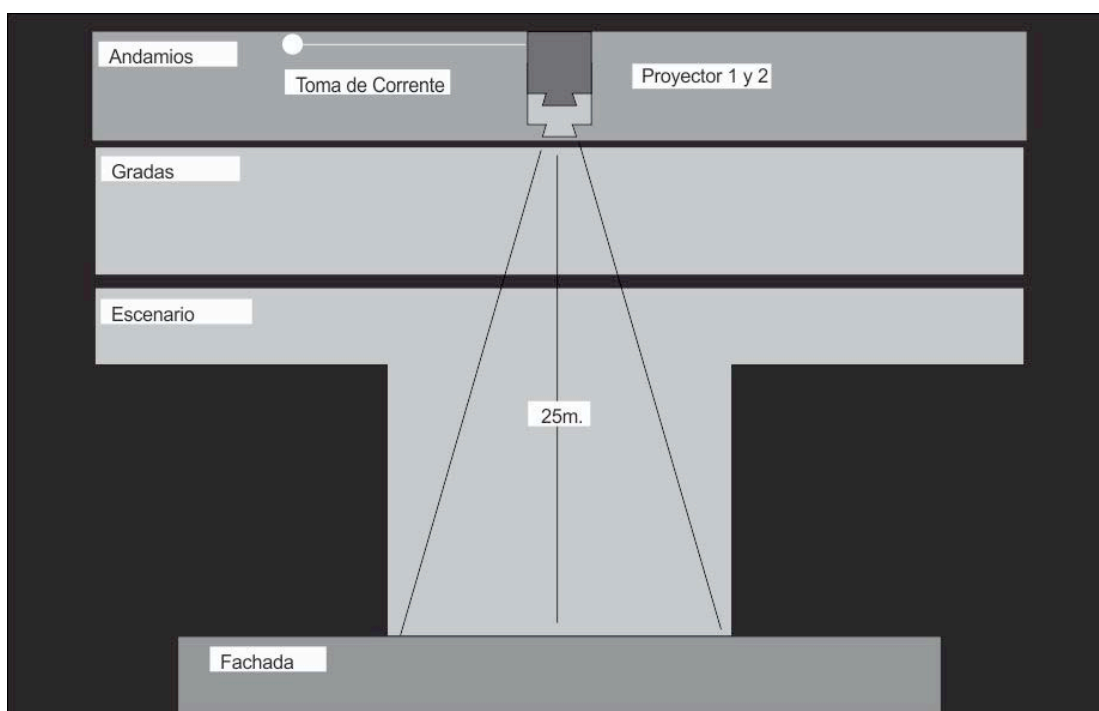 Andamios
Toma de Corrente
Proyector 1 y 2
Gradas
Escenario
25m.
Fachada